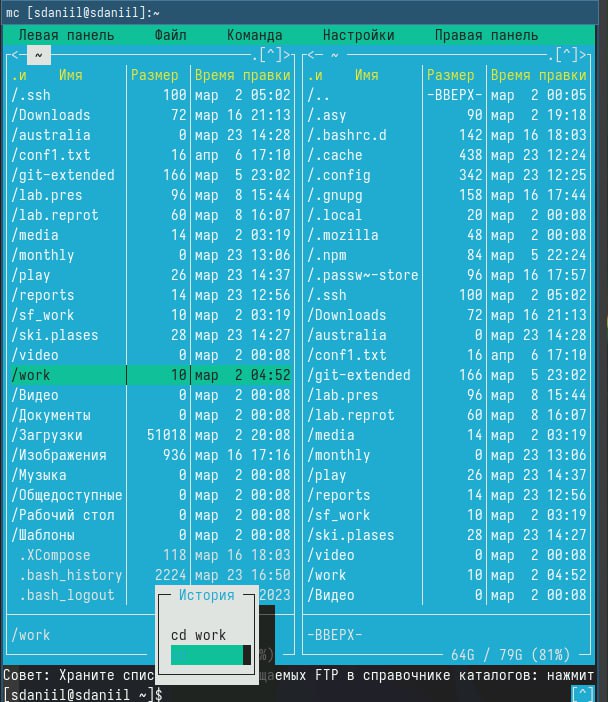 mc [sdaniil@sdaniil]:~
Левая панель Файл Команда Настройки Правая панель
<— ~ .[^]> <— ~ .[^]>
.и Имя Размер Время правки .и Имя Размер Время правки
/.ssh 100 мар 2 05:02 /.. -ВВЕРХ- мар 2 00:05
/Downloads 72 мар 16 21:13 /.asy 90 мар 2 19:18
/australia 0 мар 23 14:28 /.bashrc.d 142 мар 16 18:03
/conf1.txt 16 апр 6 17:10 /.cache 438 мар 23 12:24
/git-extended 166 мар 5 23:02 /.config 342 мар 23 12:25
/lab.pres 96 мар 8 15:44 /.gnupg 158 мар 16 17:44
/lab.reprot 60 мар 8 16:07 /.local 20 мар 2 00:08
/media 14 мар 2 03:19 /.mozilla 48 мар 2 00:08
/monthly 0 мар 23 13:06 /.npm 84 мар 5 22:24
/play 26 мар 23 14:37 /.passw~-store 96 мар 16 17:57
/reports 14 мар 23 12:56 /.ssh 100 мар 2 05:02
/sf_work 10 мар 2 03:19 /Downloads 72 мар 16 21:13
/ski.plases 28 мар 23 14:27 /australia 0 мар 23 14:28
/video 0 мар 2 00:08 /conf1.txt 16 апр 6 17:10
/work 10 мар 2 04:52 /git-extended 166 мар 5 23:02
/Видео 0 мар 2 00:08 /lab.pres 96 мар 8 15:44
/Документы 0 мар 2 00:08 /lab.reprot 60 мар 8 16:07
/Загрузки 51018 мар 2 20:08 /media 14 мар 2 03:19
/Изображения 936 мар 16 17:16 /monthly 0 мар 23 13:06
/Музыка 0 мар 2 00:08 /play 26 мар 23 14:37
/Общедоступные 0 мар 2 00:08 /reports 14 мар 23 12:56
/Рабочий стол 0 мар 2 00:08 /sf_work 10 мар 2 03:19
/Шаблоны 0 мар 2 00:08 /ski.plases 28 мар 23 14:27
.XCompose 118 мар 16 18:03 /video 0 мар 2 00:08
.bash_history 2224 мар 23 16:50 /work 10 мар 2 04:52
.bash_logout 2023 /Видео 0 мар 2 00:08
История
/work cd work -ВВЕРХ-
%) 64G / 79G (81%)
Совет: Храните спис щаемых FTP в справочнике каталогов: нажмит
[sdaniil@sdaniil ~]$ [^]